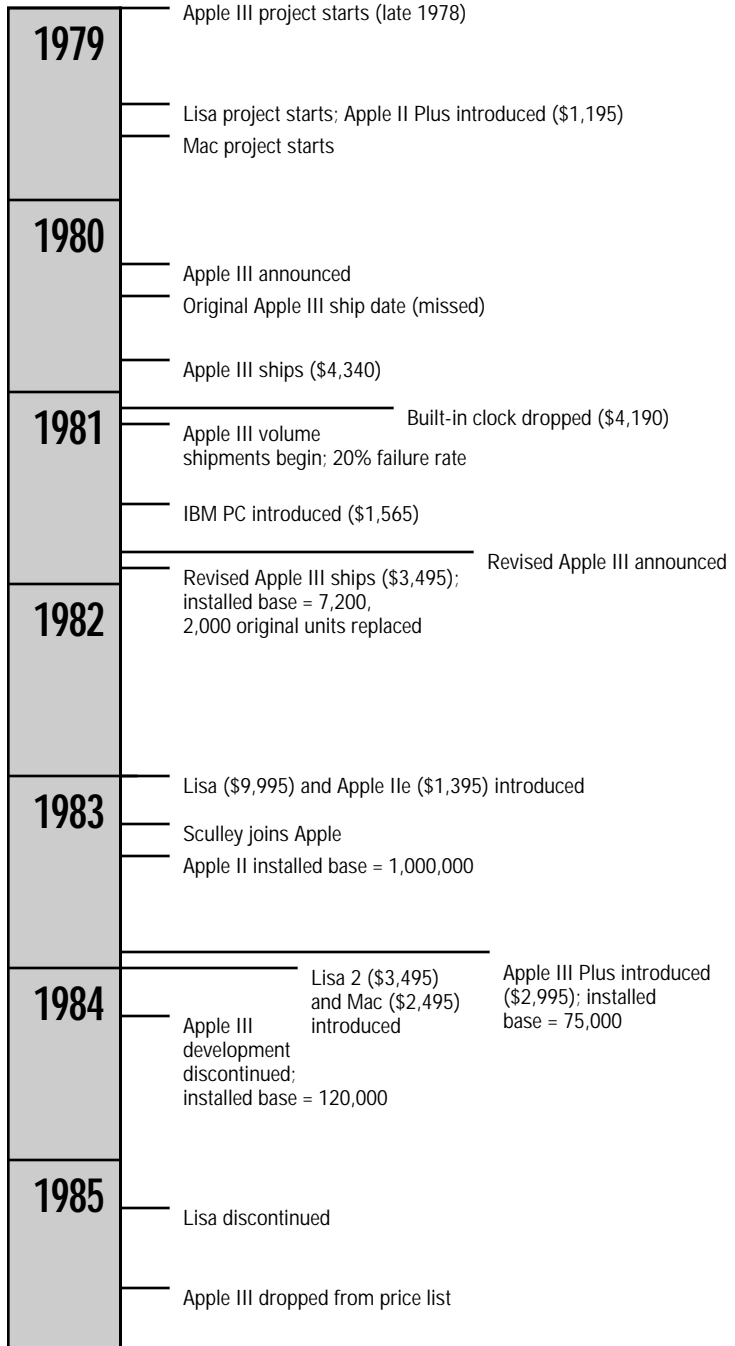 Apple III project starts (late 1978)
1979
Lisa project starts; Apple II Plus introduced ($1,195)
Mac project starts
1980
Apple III announced
Original Apple III ship date (missed)
Apple III ships ($4,340)
1981
Built-in clock dropped ($4,190)
Apple III volume
shipments begin; 20% failure rate
IBM PC introduced ($1,565)
Revised Apple III announced
Revised Apple III ships ($3,495);
installed base = 7,200,
2,000 original units replaced
1982
Lisa ($9,995) and Apple IIe ($1,395) introduced
1983
Sculley joins Apple
Apple II installed base = 1,000,000
Apple III Plus introduced
($2,995); installed
base = 75,000
Lisa 2 ($3,495)
and Mac ($2,495)
introduced
1984
Apple III
development
discontinued;
installed base = 120,000
1985
Lisa discontinued
Apple III dropped from price list